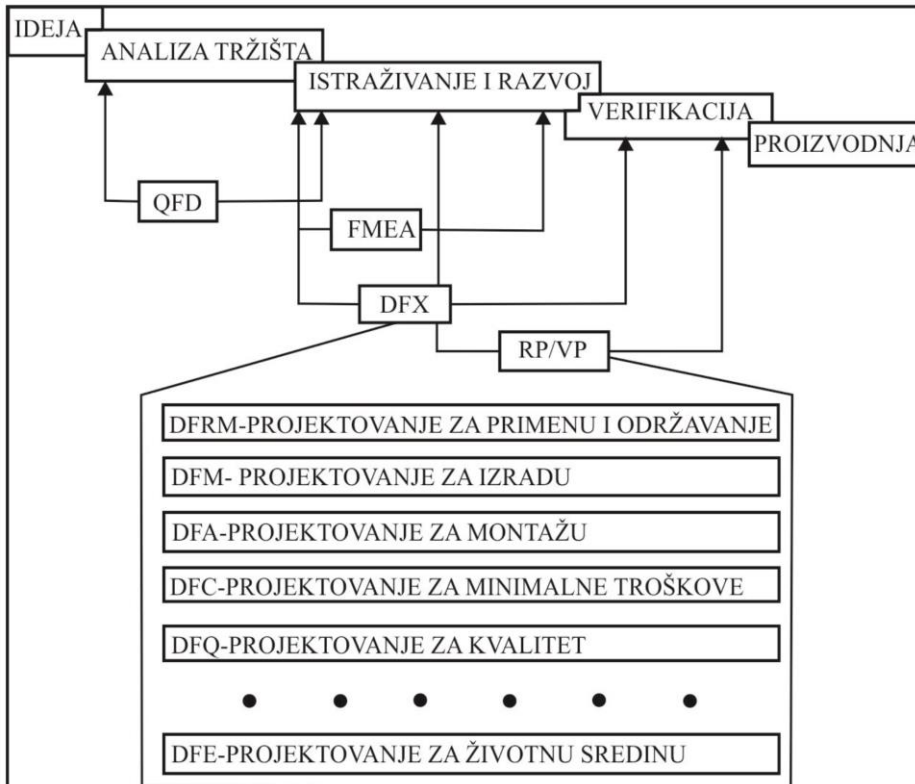 IDEJA
ANALIZA TRŽIŠTA
ISTRAŽIVANJE I RAZVOJ
VERIFIKACIJA
PROIZVODNJA
QFD
FMEA
DFX
RP/VP
DFRM-PROJEKTOVANJE ZA PRIMENU I ODRŽAVANJE
DFM- PROJEKTOVANJE ZA IZRADU
DFA-PROJEKTOVANJE ZA MONTAŽU
DFC-PROJEKTOVANJE ZA MINIMALNE TROŠKOVE
DFQ-PROJEKTOVANJE ZA KVALITET
DFE-PROJEKTOVANJE ZA ŽIVOTNU SREDINU